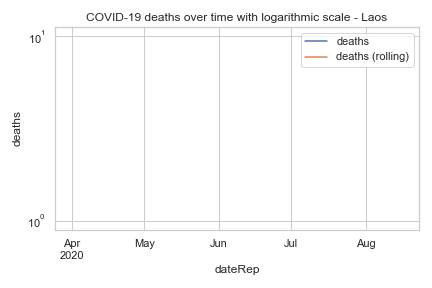 COVID-19 deaths over time with logarithmic scale - Laos
10¹
deaths
deaths (rolling)
deaths
10⁰
Apr May Jun Jul Aug
2020
dateRep